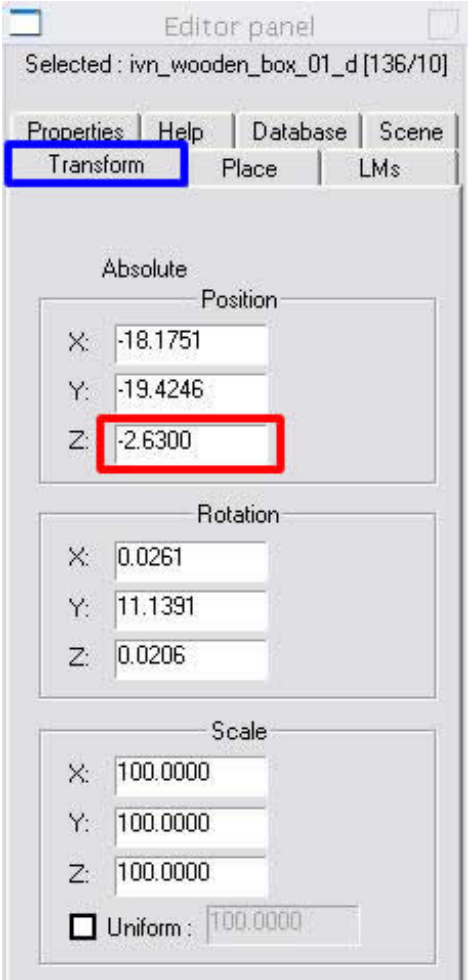 Editor panel
Selected : ivn_wooden_box_01_d [136/10]
Properties Help Database Scene
Transform Place LMs
Absolute
Position
X: -18.1751
Y: -19.4246
Z: -2.6300
Rotation
X: 0.0261
Y: 11.1391
Z: 0.0206
Scale
X: 100.0000
Y: 100.0000
Z: 100.0000
Uniform : 100.0000